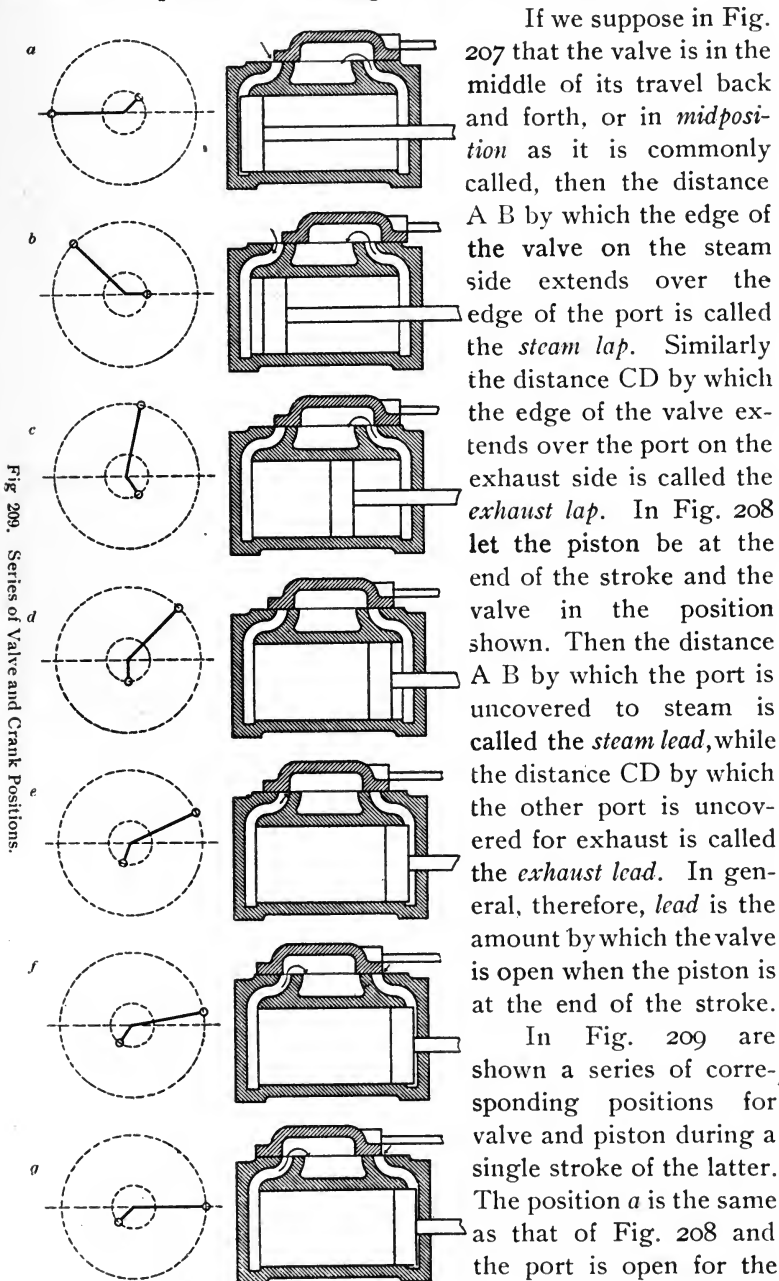 If we suppose in Fig.
207 that the valve is in the
middle of its travel back
and forth, or in midposi-
tion as it is commonly
called, then the distance
A B by which the edge of
the valve on the steam
side extends over the
edge of the port is called
the steam lap. Similarly
the distance CD by which
the edge of the valve ex-
tends over the port on the
exhaust side is called the
exhaust lap. In Fig. 208
let the piston be at the
end of the stroke and the
valve in the position
shown. Then the distance
A B by which the port is
uncovered to steam is
called the steam lead, while
the distance CD by which
the other port is uncov-
ered for exhaust is called
the exhaust lead. In gen-
eral, therefore, lead is the
amount by which the valve
is open when the piston is
at the end of the stroke.
In Fig. 209 are
shown a series of corre-
sponding positions for
valve and piston during a
single stroke of the latter.
The position a is the same
as that of Fig. 208 and
the port is open for the
a
b
c
d
e
f
g
Fig 209. Series of Valve and Crank Positions.